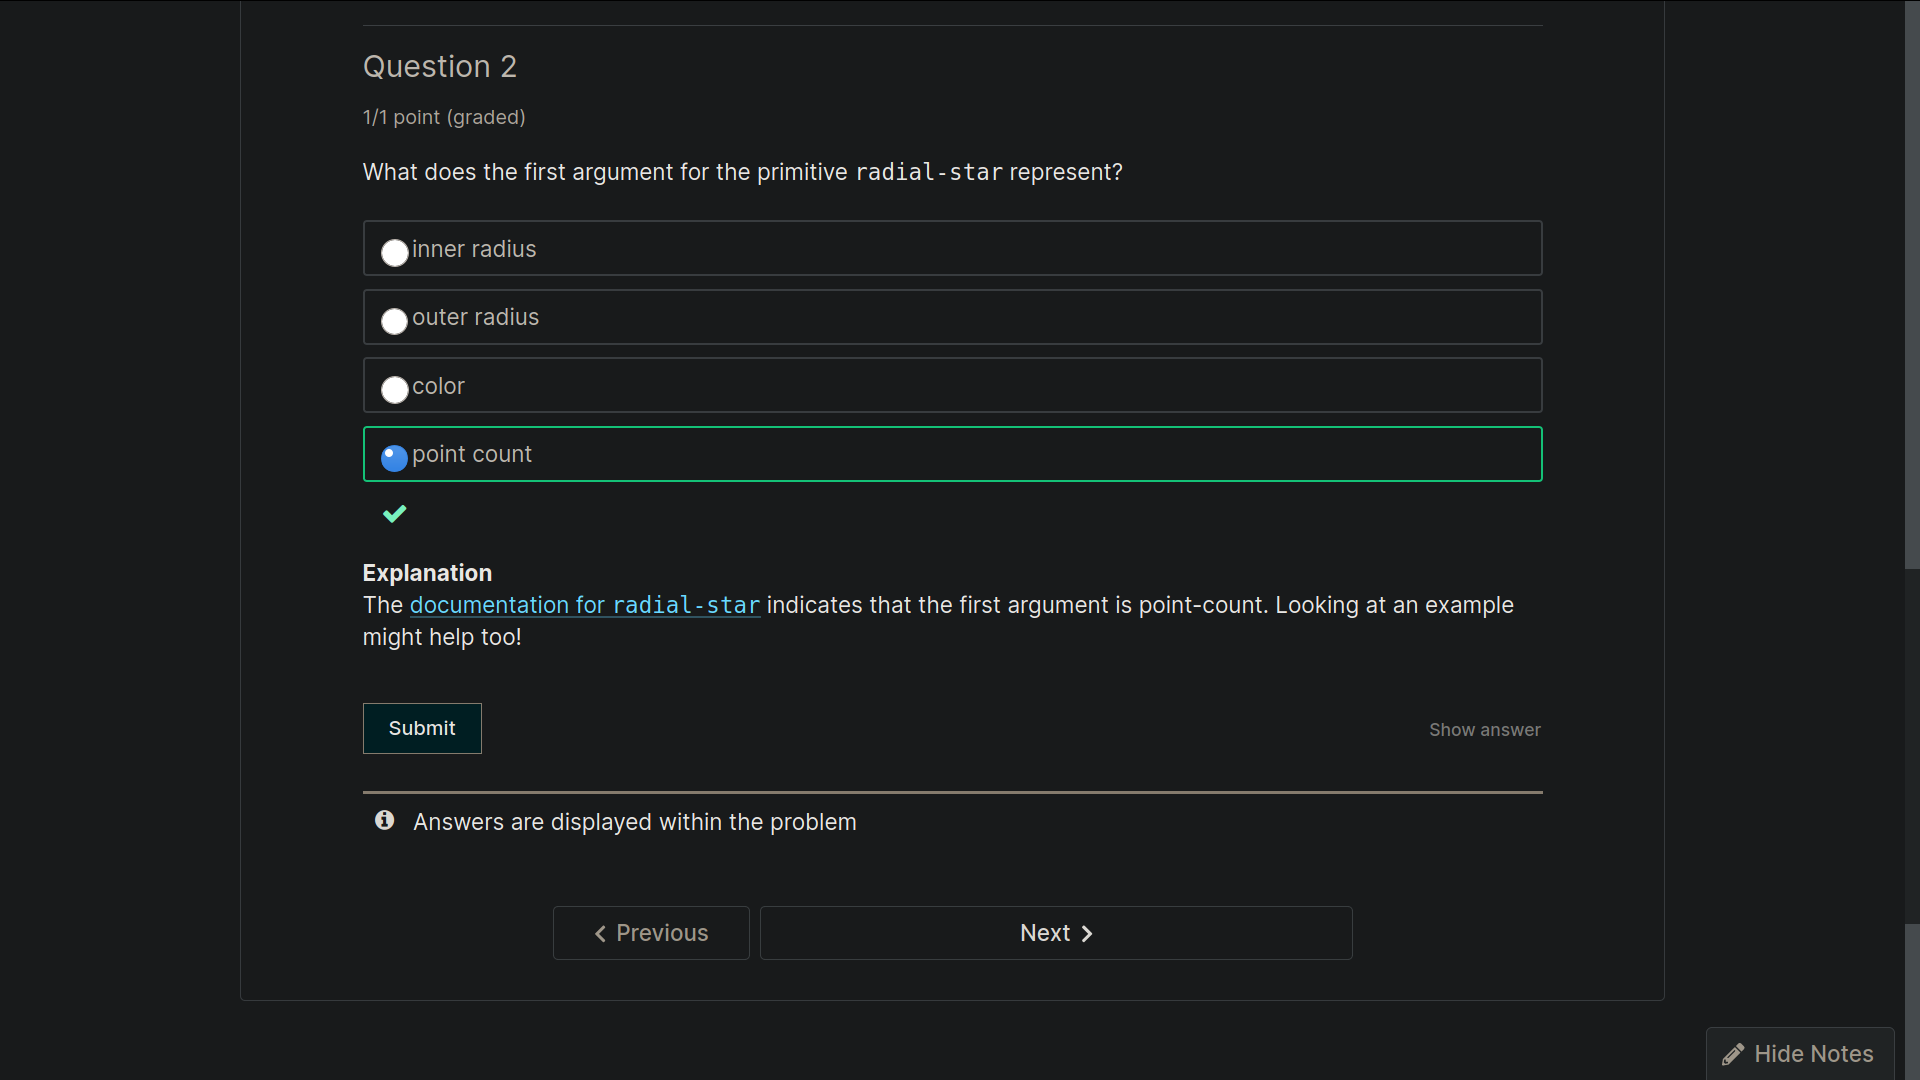 Question 2
1/1 point (graded)
What does the first argument for the primitive radial-star represent?
inner radius
outer radius
color
point count
Explanation
The documentation for radial-star indicates that the first argument is point-count. Looking at an example
might help too!
Submit
Show answer
Answers are displayed within the problem
Previous
Next
Hide Notes